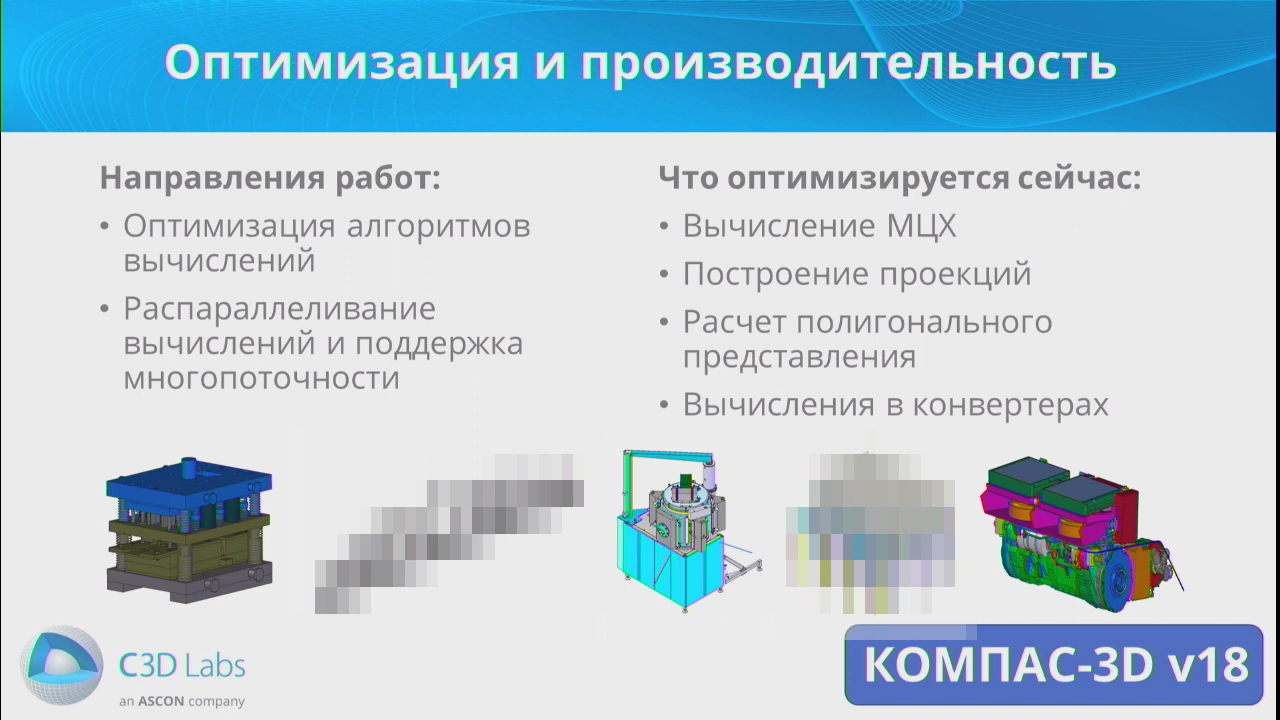 Оптимизация и производительность
Направления работ:
• Оптимизация алгоритмов
вычислений
• Распараллеливание
вычислений и поддержка
многопоточности
Что оптимизируется сейчас:
• Вычисление МЦХ
• Построение проекций
• Расчет полигонального
представления
• Вычисления в конвертерах
C3D Labs
an ASCON company
КОМПАС-3D v18